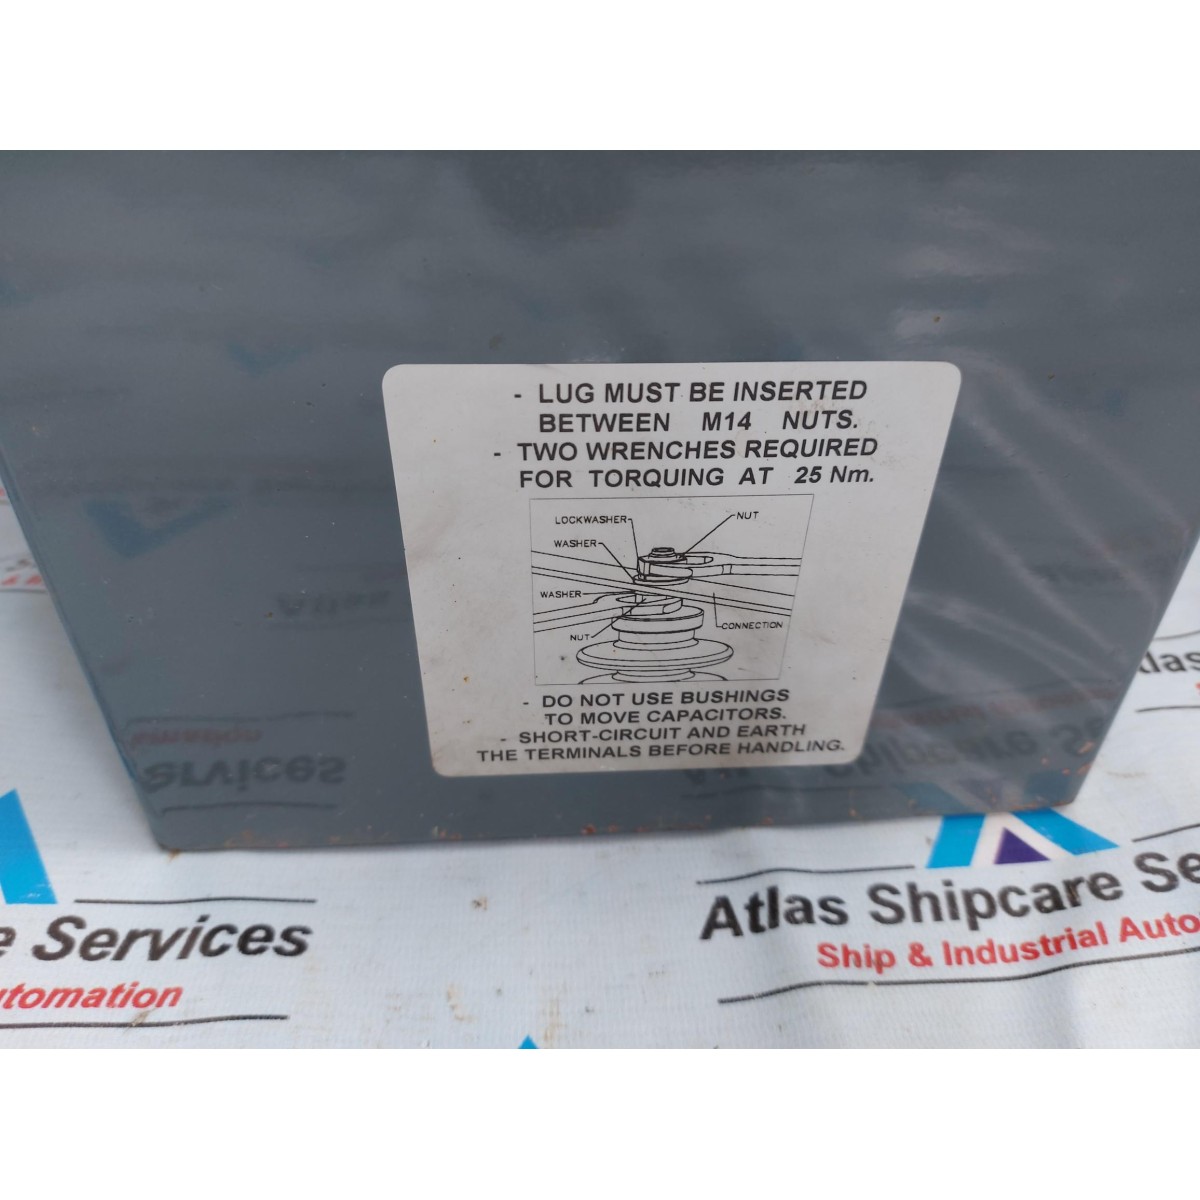 - LUG MUST BE INSERTED
BETWEEN M14 NUTS.
- TWO WRENCHES REQUIRED
FOR TORQUING AT 25 Nm.
LOCKWASHER
NUT
WASHER
WASHER
NUT
CONNECTION
- DO NOT USE BUSHINGS
TO MOVE CAPACITORS.
- SHORT-CIRCUIT AND EARTH
THE TERMINALS BEFORE HANDLING.
e Services
utomation
Atlas Shipcare Se
Ship & Industrial Auto